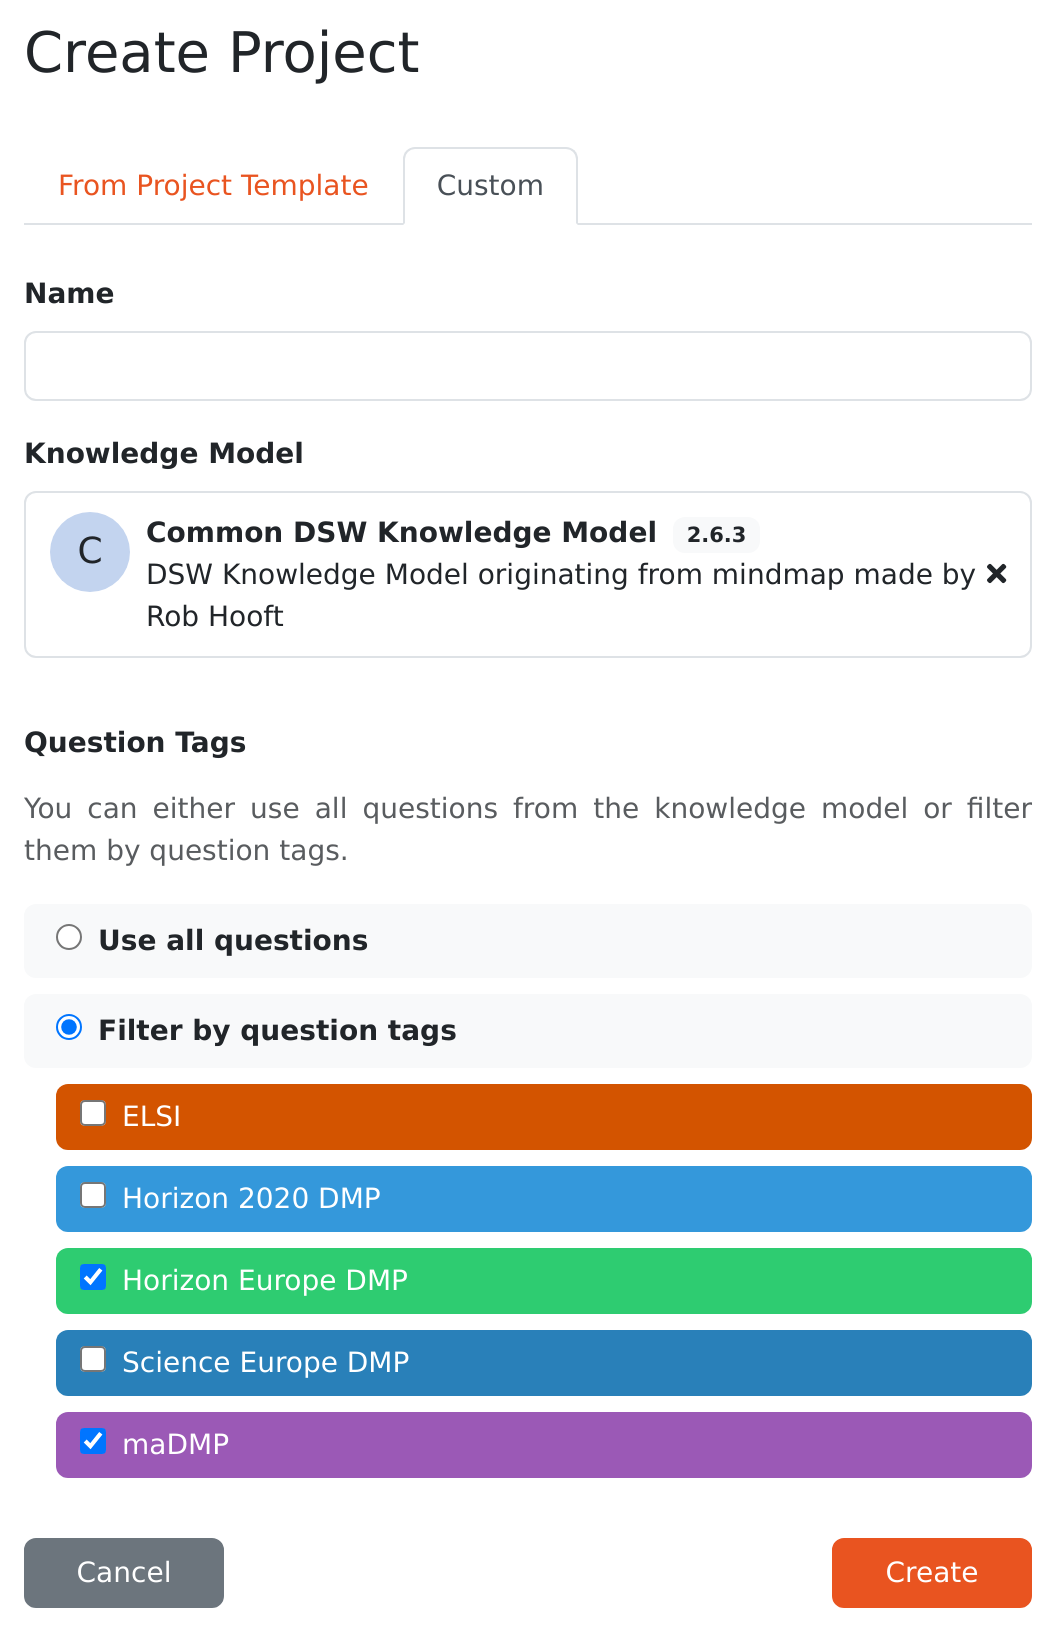 Create Project
From Project Template
Custom
Name
Knowledge Model
C
Common DSW Knowledge Model 2.6.3
DSW Knowledge Model originating from mindmap made by
Rob Hooft
Question Tags
You can either use all questions from the knowledge model or filter
them by question tags.
Use all questions
Filter by question tags
ELSI
Horizon 2020 DMP
Horizon Europe DMP
Science Europe DMP
maDMP
Cancel
Create